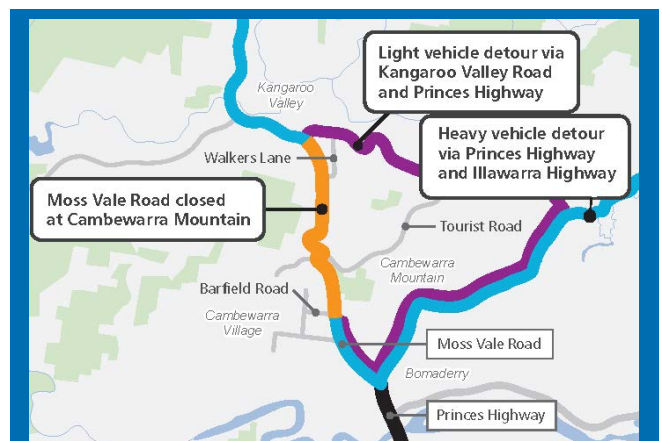 Light vehicle detour via
Kangaroo Valley Road
and Princes Highway
Kangaroo
Valley
Heavy vehicle detour
via Princes Highway
and Illawarra Highway
Walkers Lane
Moss Vale Road closed
at Cambewarra Mountain
Tourist Road
Cambewarra
Mountain
Barfield Road
Cambewarra
Village
Moss Vale Road
Bomaderry
Princes Highway